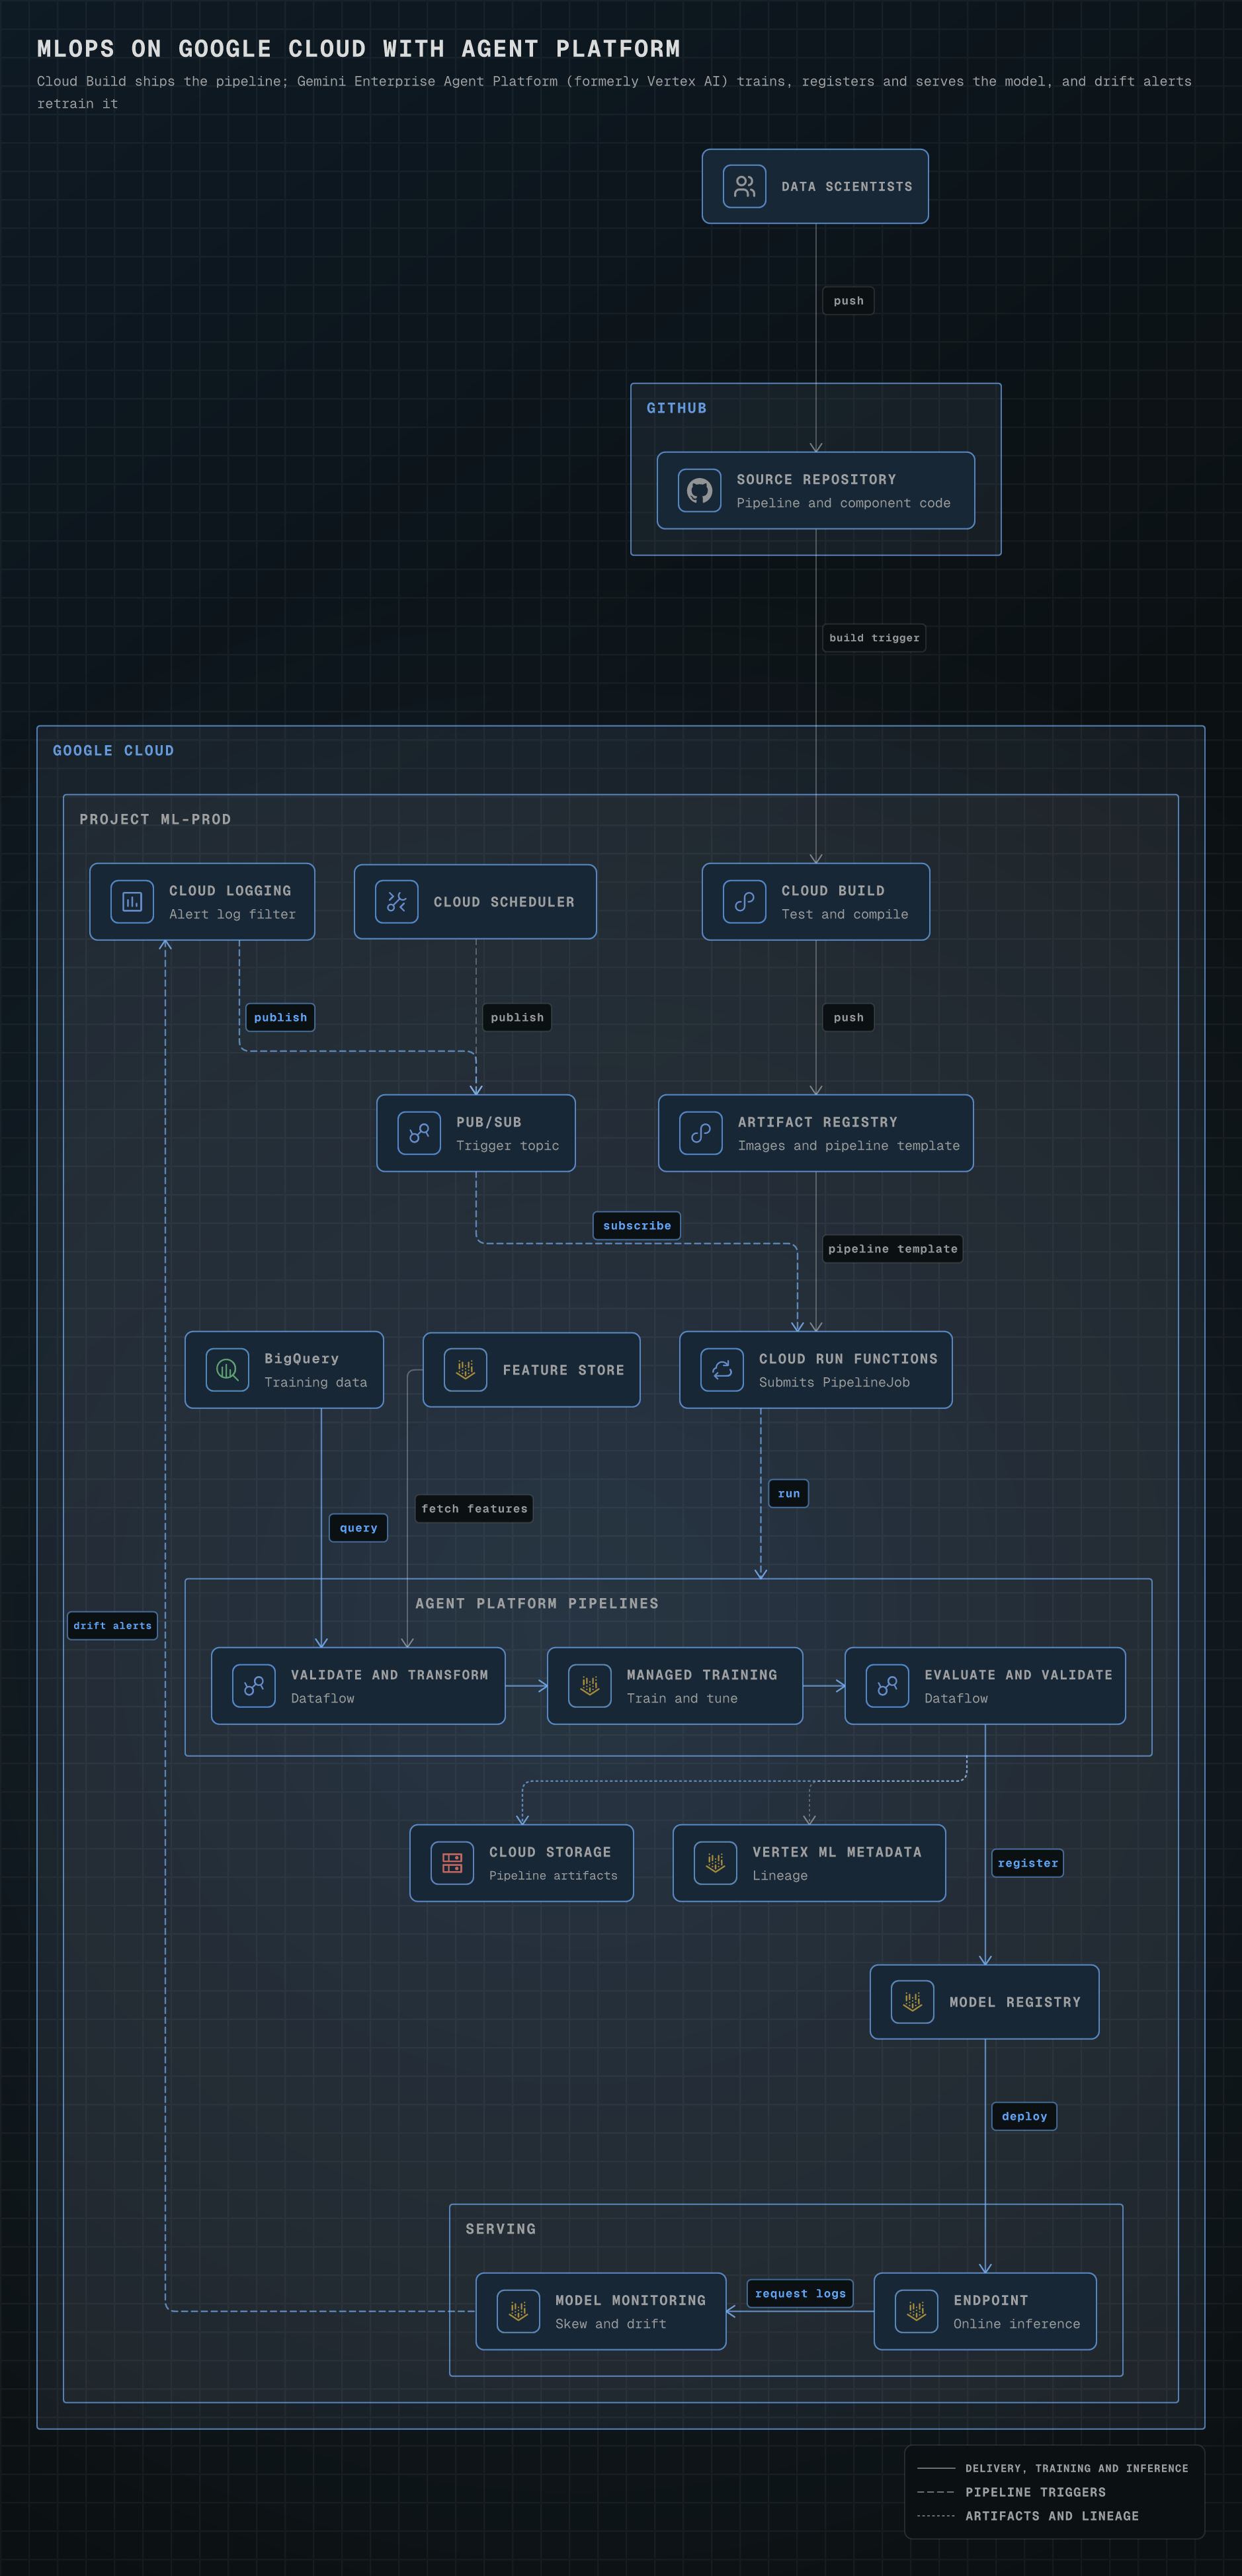 MLOPS ON GOOGLE CLOUD WITH AGENT PLATFORM
Cloud Build ships the pipeline; Gemini Enterprise Agent Platform (formerly Vertex AI) trains, registers and serves the model, and drift alerts
retrain it
DATA SCIENTISTS
push
GITHUB
SOURCE REPOSITORY
Pipeline and component code
build trigger
GOOGLE CLOUD
PROJECT ML-PROD
CLOUD LOGGING
Alert log filter
CLOUD SCHEDULER
CLOUD BUILD
Test and compile
publish
publish
push
PUB/SUB
Trigger topic
ARTIFACT REGISTRY
Images and pipeline template
subscribe
pipeline template
BigQuery
Training data
FEATURE STORE
CLOUD RUN FUNCTIONS
Submits PipelineJob
run
fetch features
query
AGENT PLATFORM PIPELINES
drift alerts
VALIDATE AND TRANSFORM
Dataflow
MANAGED TRAINING
Train and tune
EVALUATE AND VALIDATE
Dataflow
CLOUD STORAGE
Pipeline artifacts
VERTEX ML METADATA
Lineage
register
MODEL REGISTRY
deploy
SERVING
MODEL MONITORING
Skew and drift
request logs
ENDPOINT
Online inference
DELIVERY, TRAINING AND INFERENCE
PIPELINE TRIGGERS
ARTIFACTS AND LINEAGE